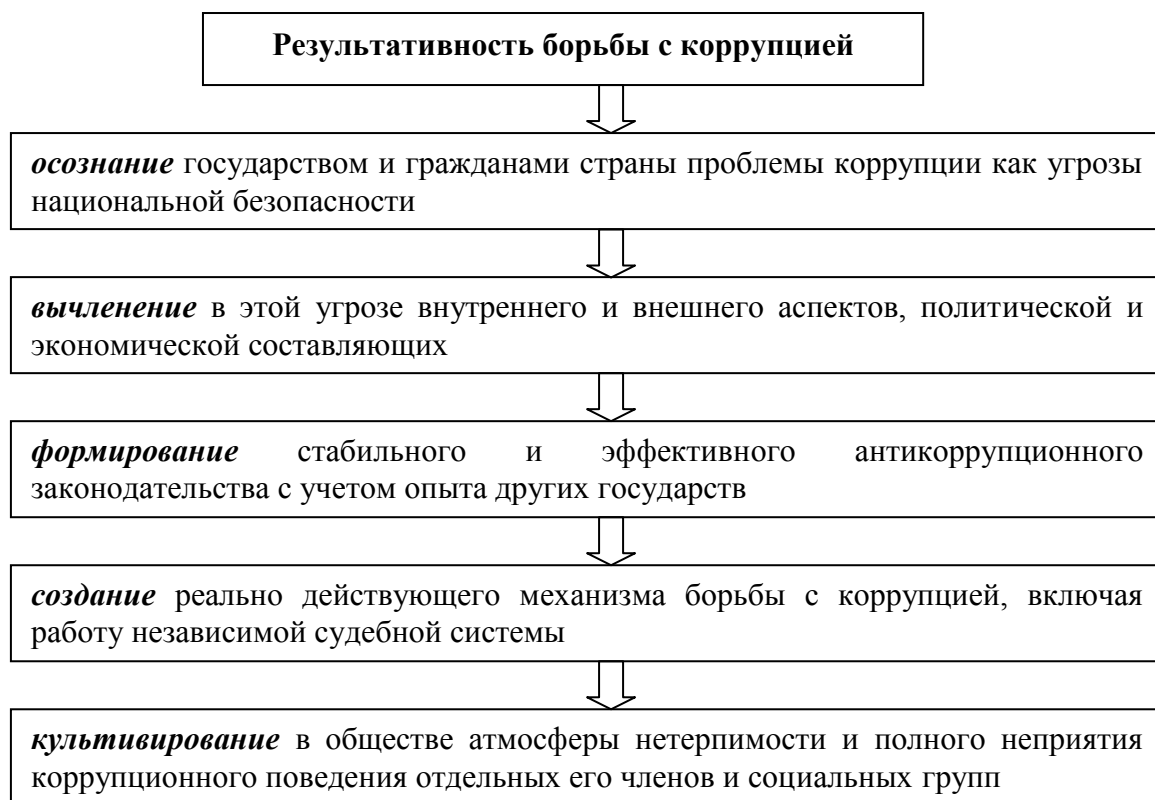 Результативность борьбы с коррупцией
осознание государством и гражданами страны проблемы коррупции как угрозы
национальной безопасности
вычленение в этой угрозе внутреннего и внешнего аспектов, политической и
экономической составляющих
формирование стабильного и эффективного антикоррупционного
законодательства с учетом опыта других государств
создание реально действующего механизма борьбы с коррупцией, включая
работу независимой судебной системы
культивирование в обществе атмосферы нетерпимости и полного неприятия
коррупционного поведения отдельных его членов и социальных групп